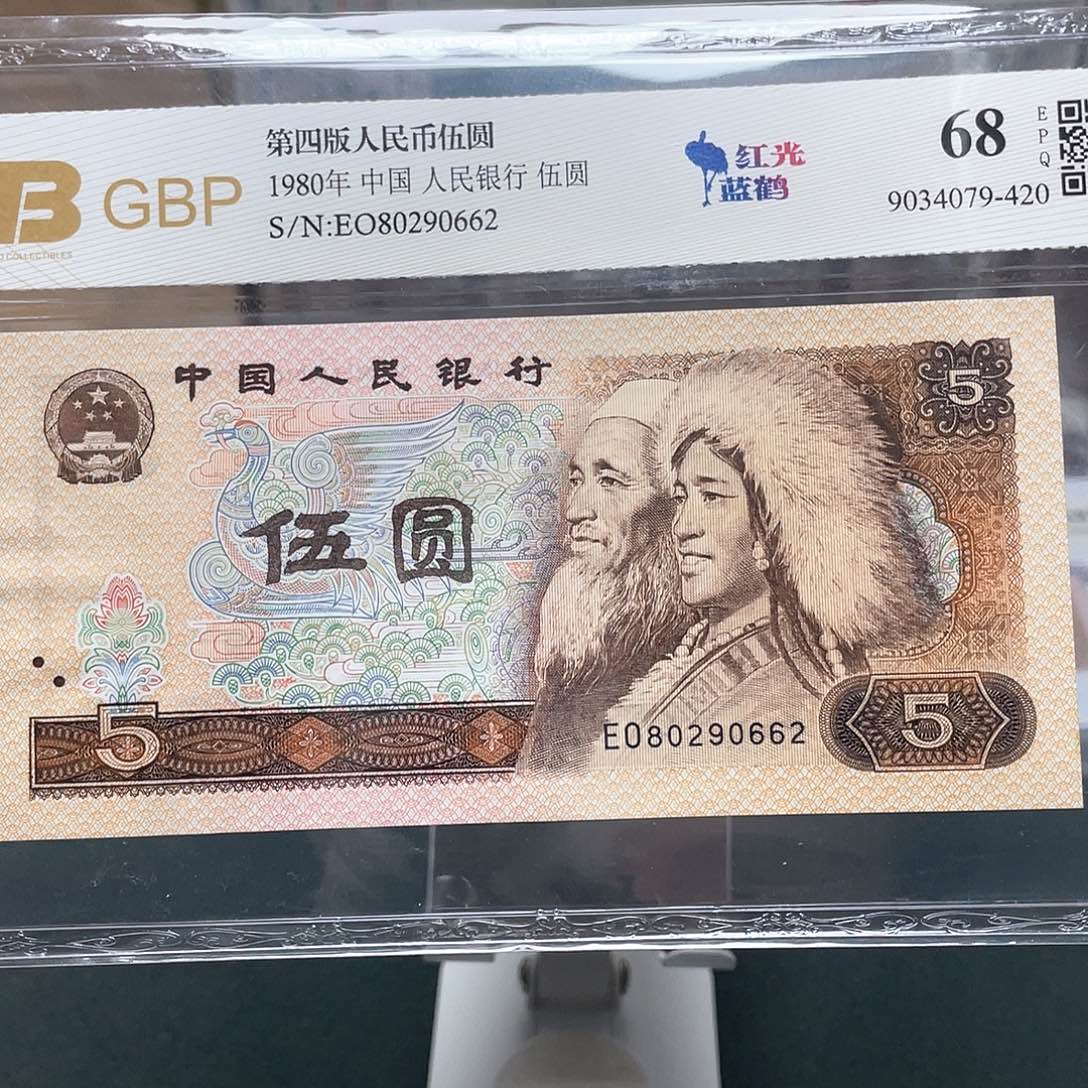 GBP
COLLECTIBLES
第四版人民币伍圆
1980年 中国 人民银行 伍圆
S/N:EO80290662
红光
蓝鹤
68
EPQ
9034079-420
中国人民银行
5
伍圆
5
EO80290662
5